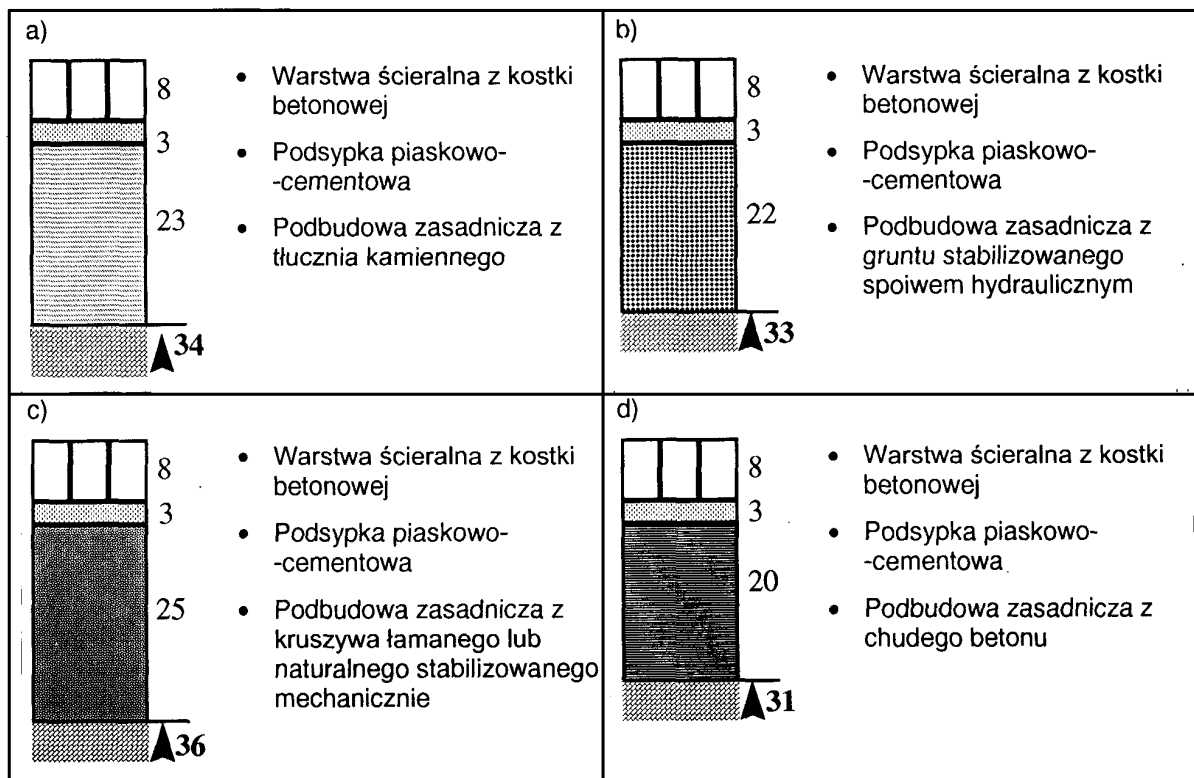 a)
8
3
23
34
• Warstwa ścieralna z kostki
betonowej
• Podsypka piaskowo-
-cementowa
• Podbudowa zasadnicza z
tłucznia kamiennego
b)
8
3
22
33
• Warstwa ścieralna z kostki
betonowej
• Podsypka piaskowo-
-cementowa
• Podbudowa zasadnicza z
gruntu stabilizowanego
spoiwem hydraulicznym
c)
8
3
25
36
• Warstwa ścieralna z kostki
betonowej
• Podsypka piaskowo-
-cementowa
• Podbudowa zasadnicza z
kruszywa łamanego lub
naturalnego stabilizowanego
mechanicznie
d)
8
3
20
31
• Warstwa ścieralna z kostki
betonowej
• Podsypka piaskowo-
-cementowa
• Podbudowa zasadnicza z
chudego betonu